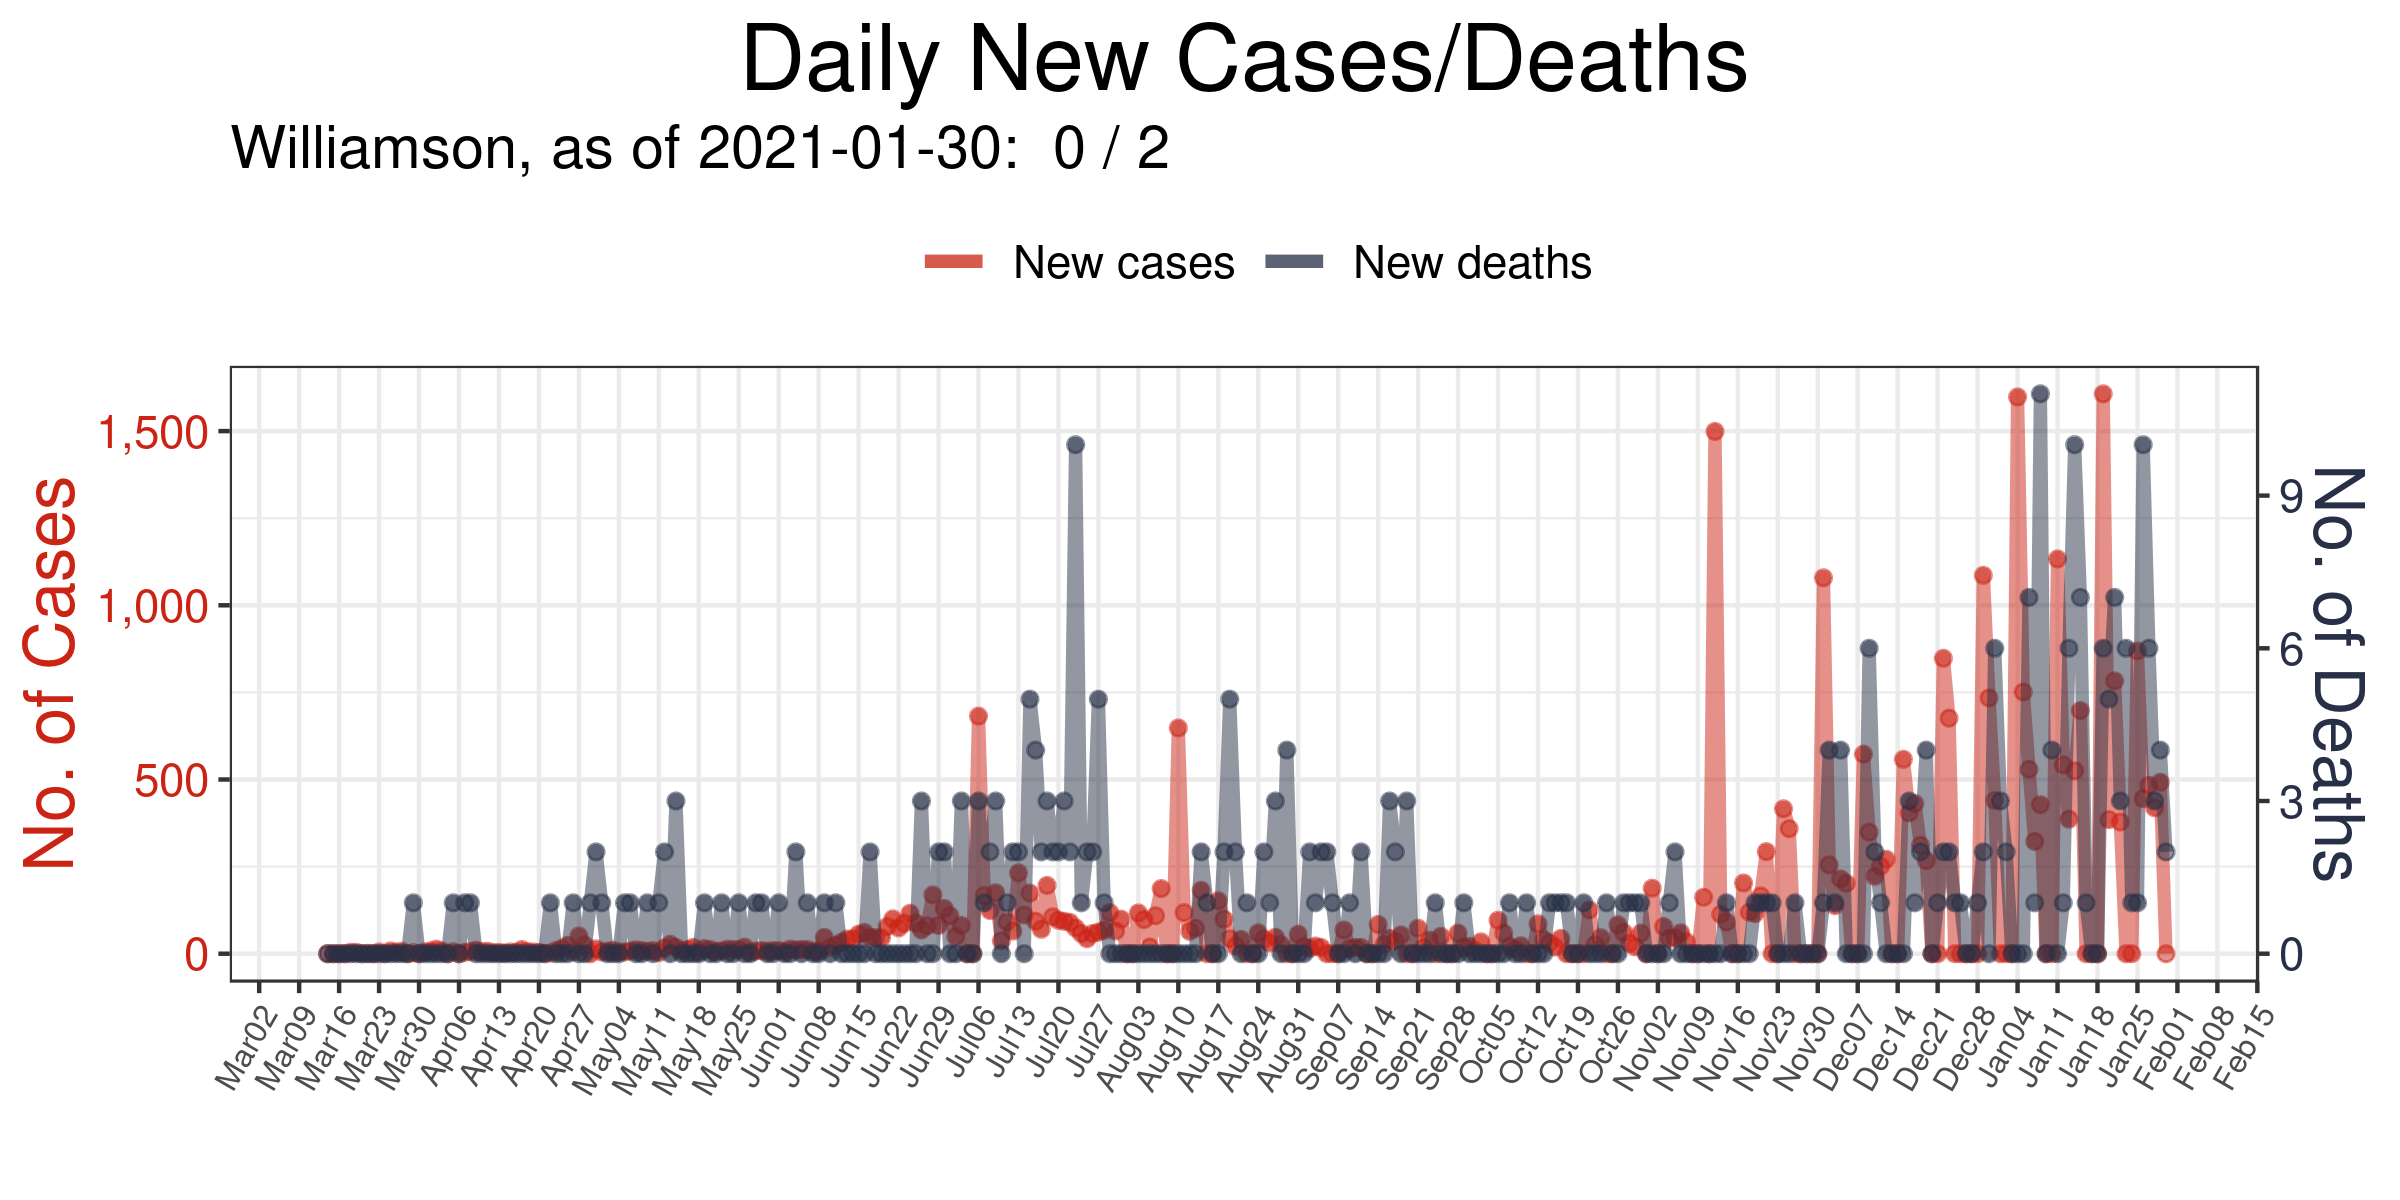 Daily New Cases/Deaths
Williamson, as of 2021-01-30:  0 / 2
New cases New deaths
No. of Cases
1,500
1,000
500
0
9
6
3
0
No. of Deaths
Mar02 Mar09 Mar16 Mar23 Mar30 Apr06 Apr13 Apr20 Apr27 May04 May11 May18 May25 Jun01 Jun08 Jun15 Jun22 Jun29 Jul06 Jul13 Jul20 Jul27 Aug03 Aug10 Aug17 Aug24 Aug31 Sep07 Sep14 Sep21 Sep28 Oct05 Oct12 Oct19 Oct26 Nov02 Nov09 Nov16 Nov23 Nov30 Dec07 Dec14 Dec21 Dec28 Jan04 Jan11 Jan18 Jan25 Feb01 Feb08 Feb15